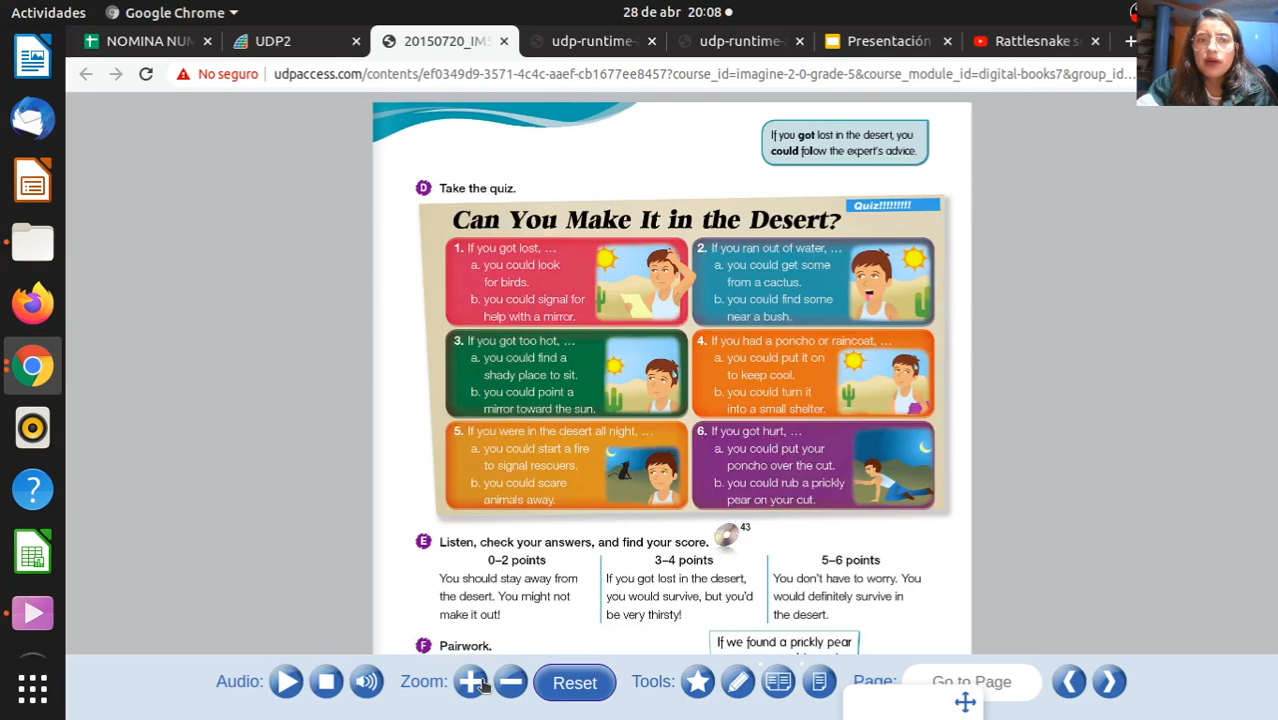 Actividades
Google Chrome
28 de abr 20:08
NOMINA NUM
UDP2
20150720_IMS
udp-runtime-
udp-runtime-
Presentación
Rattlesnake s
No seguro
udpaccess.com/contents/ef0349d9-3571-4c4c-aaef-cb1677ee8457?course_id=imagine-2-0-grade-5&course_module_id=digital-books7&group_id...
If you got lost in the desert, you
could follow the expert's advice.
D Take the quiz.
Quiz!!!!!!!!!
Can You Make It in the Desert?
1. If you got lost, ...
a. you could look
for birds.
b. you could signal for
help with a mirror.
2. If you ran out of water, ...
a. you could get some
from a cactus.
b. you could find some
near a bush.
3. If you got too hot, ...
a. you could find a
shady place to sit.
b. you could point a
mirror toward the sun.
4. If you had a poncho or raincoat, ...
a. you could put it on
to keep cool.
b. you could turn it
into a small shelter.
5. If you were in the desert all night, ...
a. you could start a fire
to signal rescuers.
b. you could scare
animals away.
6. If you got hurt, ...
a. you could put your
poncho over the cut.
b. you could rub a prickly
pear on your cut.
E Listen, check your answers, and find your score. 43
0–2 points
You should stay away from
the desert. You might not
make it out!
3–4 points
If you got lost in the desert,
you would survive, but you'd
be very thirsty!
5–6 points
You don't have to worry. You
would definitely survive in
the desert.
F Pairwork.
If we found a prickly pear
Audio:
Zoom:
Reset
Tools:
Page:
Go to Page